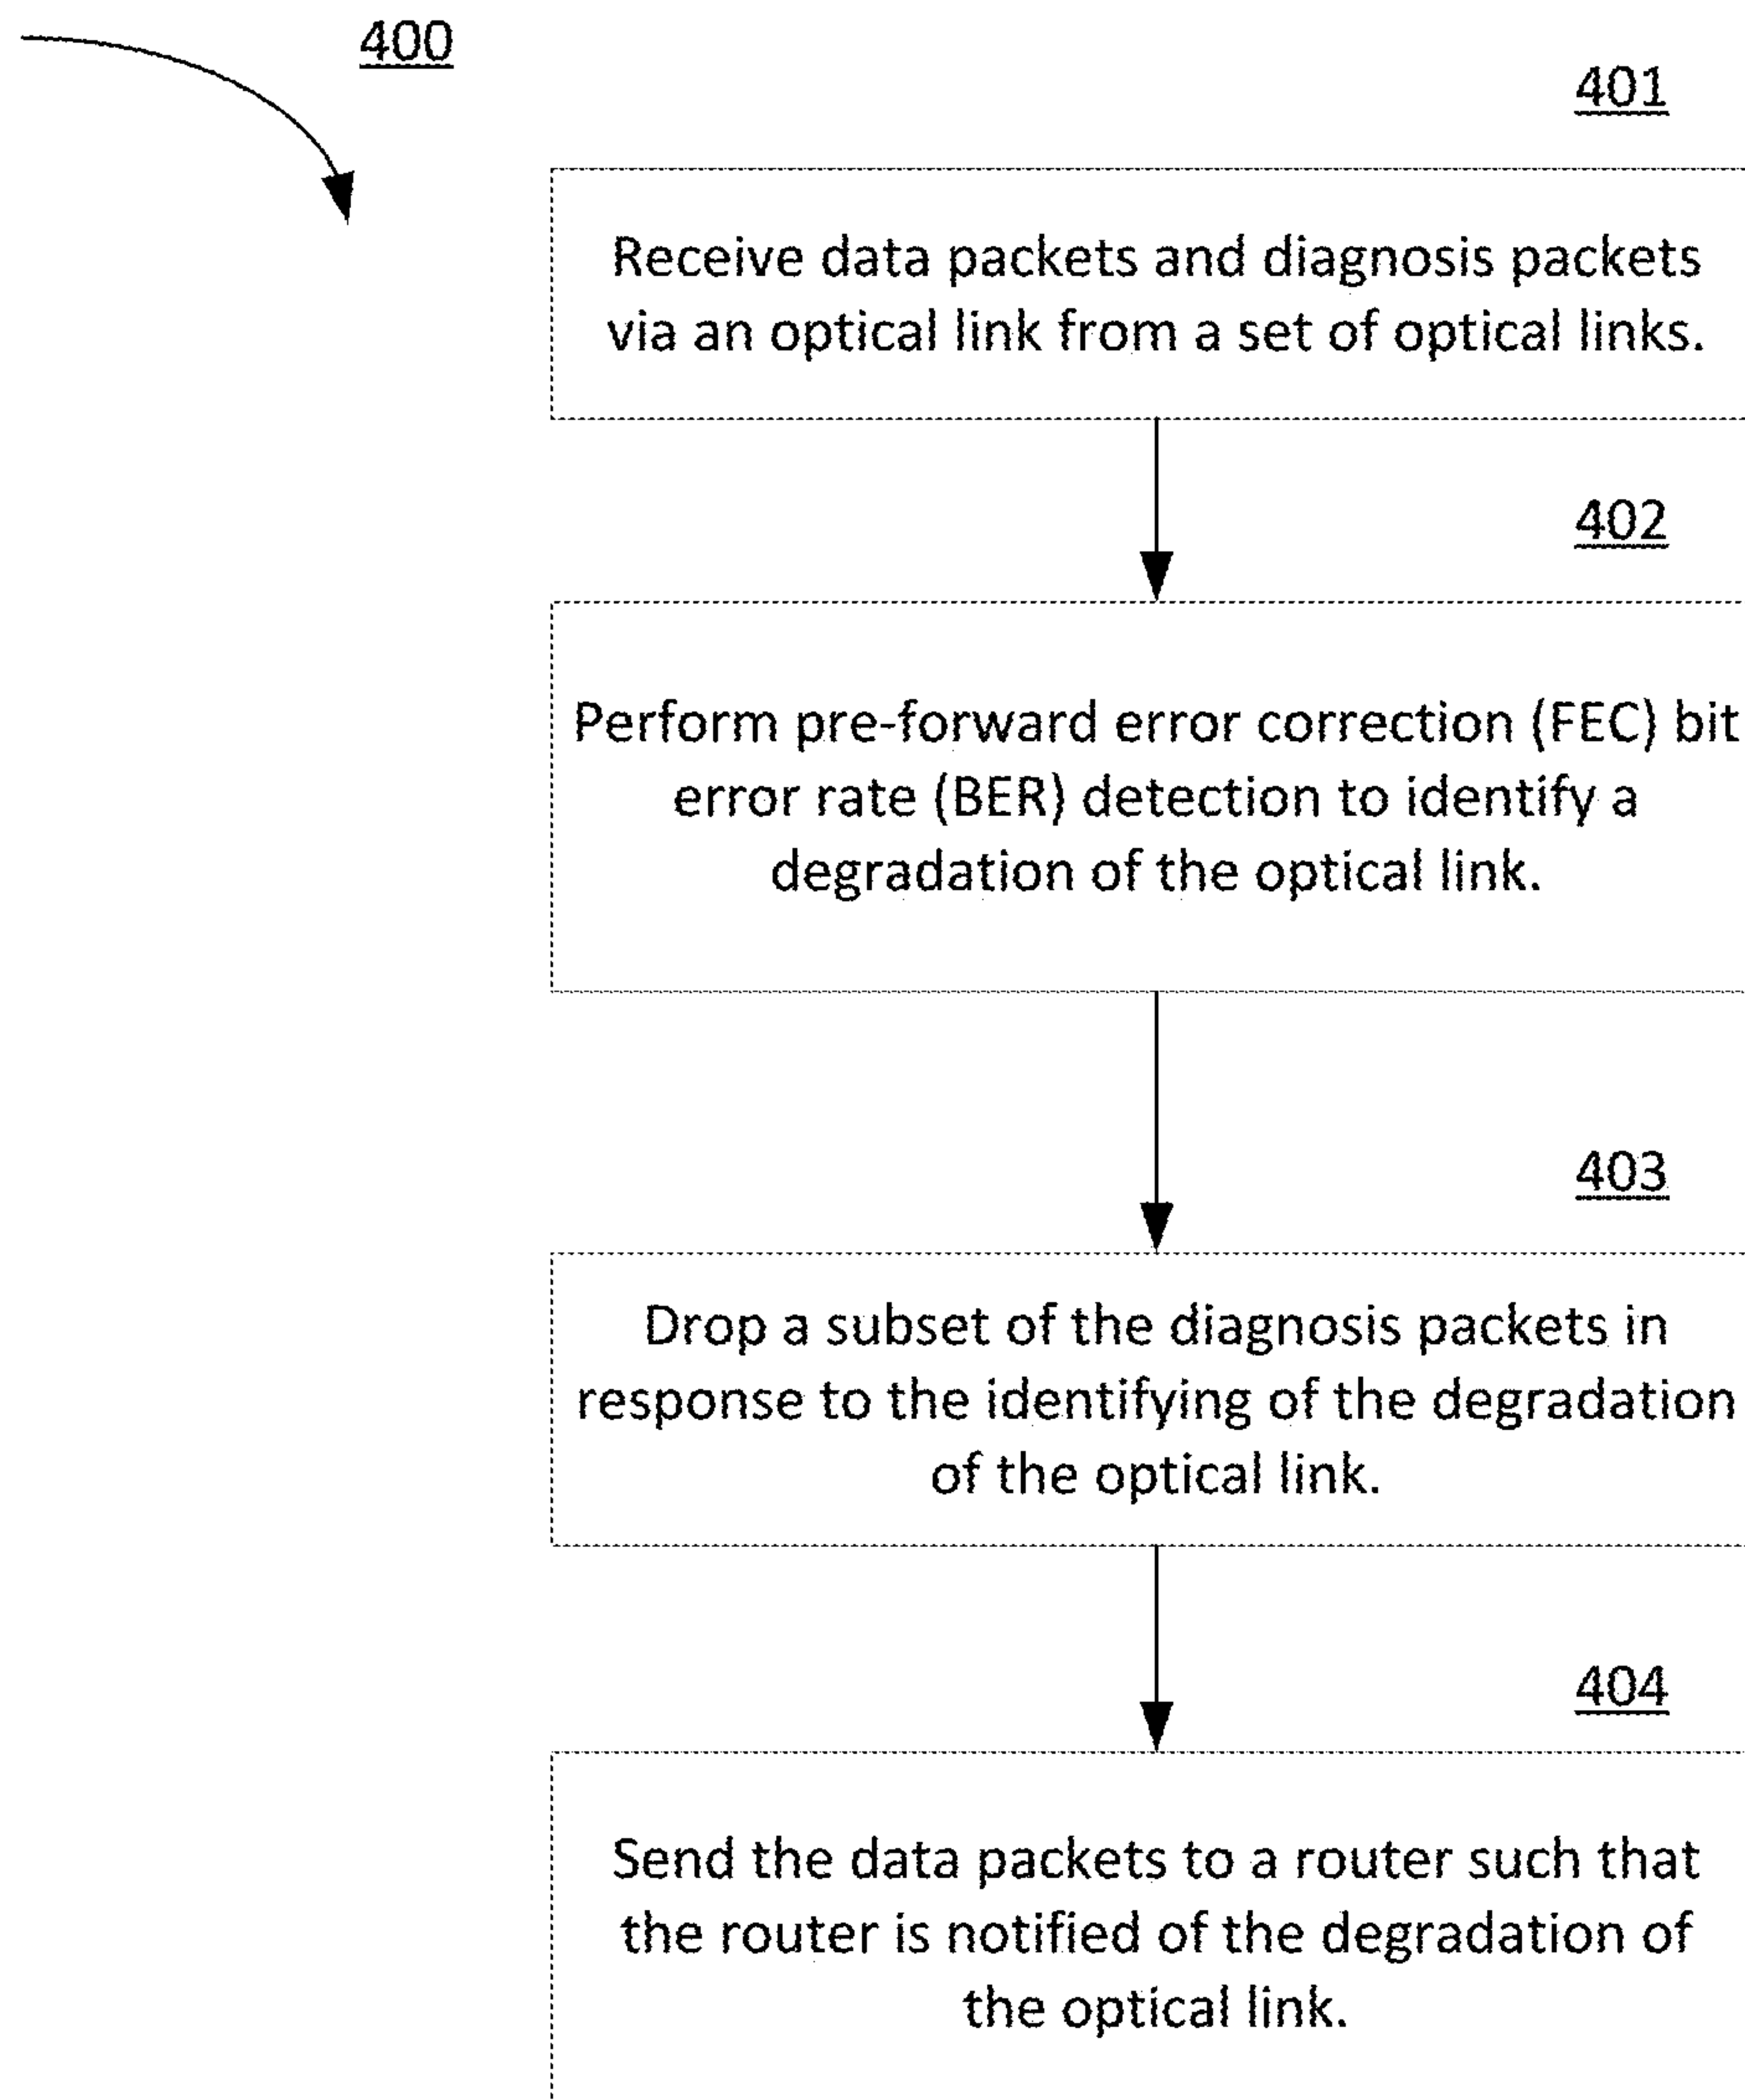 400
401
Receive data packets and diagnosis packets
via an optical link from a set of optical links.
402
Perform pre-forward error correction (FEC) bit
error rate (BER) detection to identify a
degradation of the optical link.
403
Drop a subset of the diagnosis packets in
response to the identifying of the degradation
of the optical link.
404
Send the data packets to a router such that
the router is notified of the degradation of
the optical link.